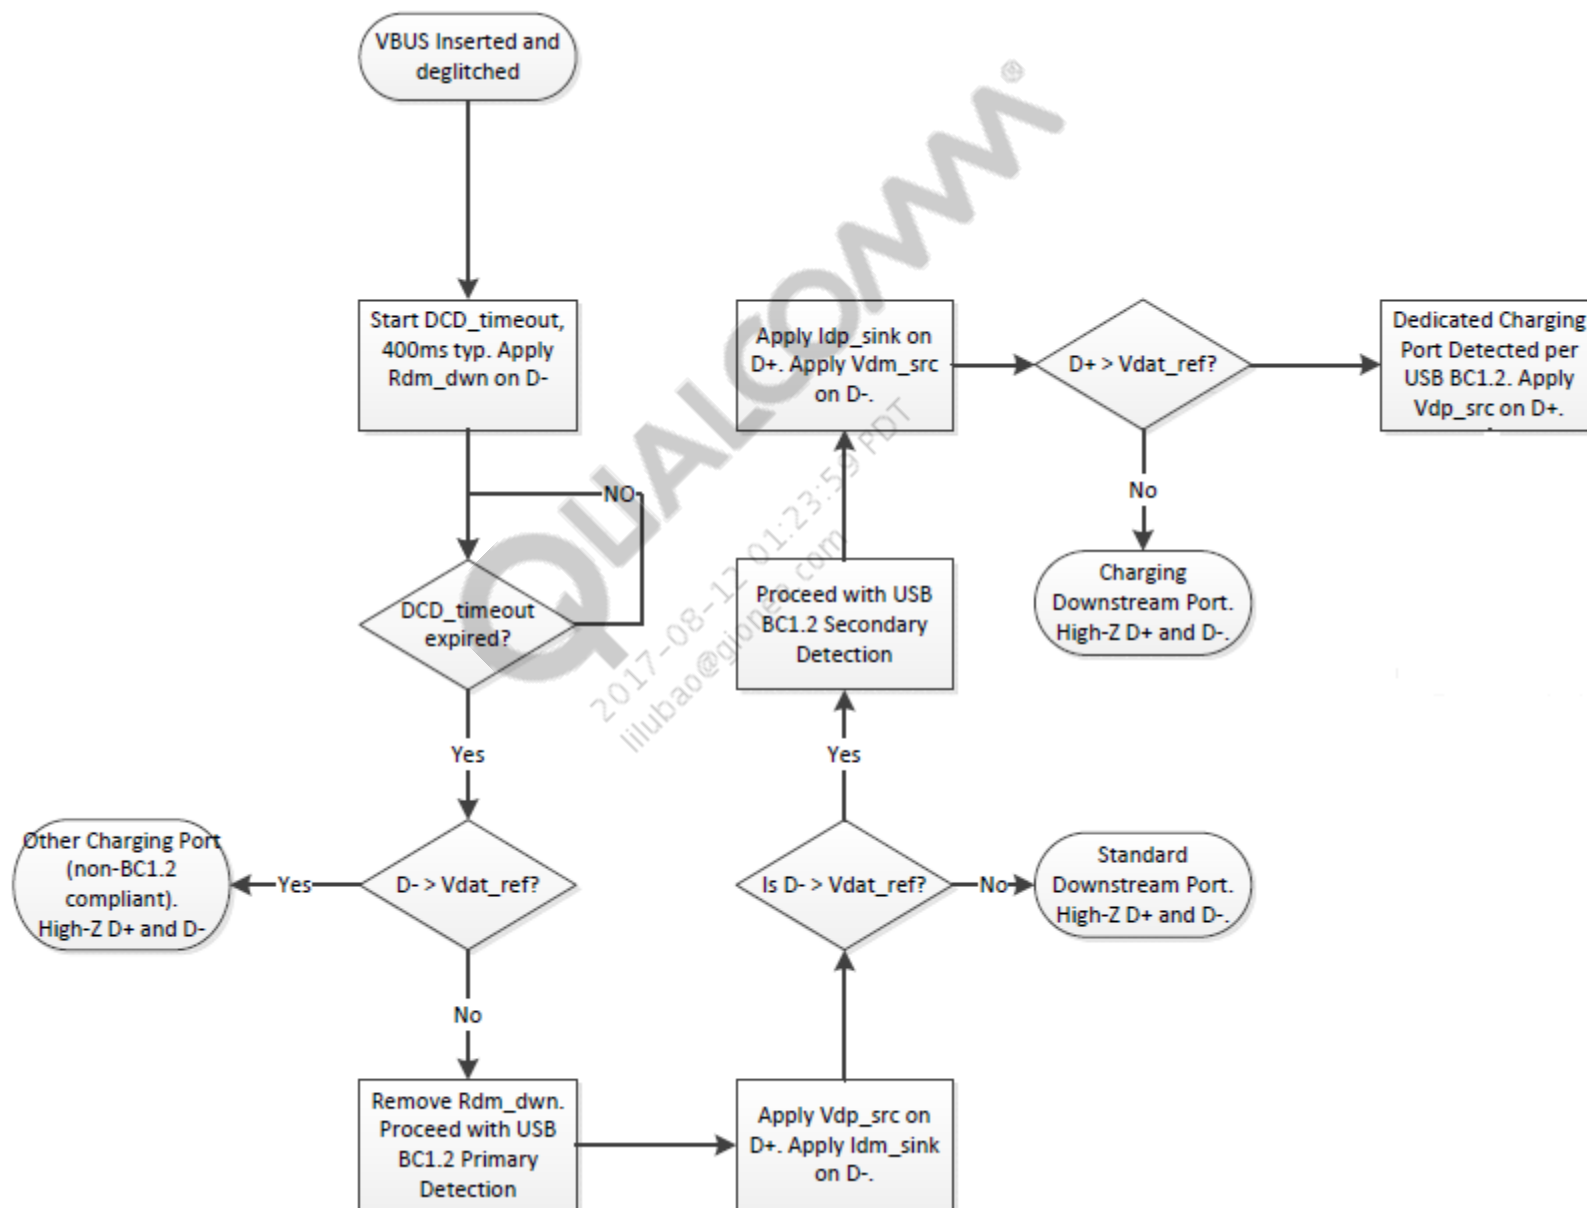 VBUS Inserted and
deglitched
Start DCD_timeout,
400ms typ. Apply
Rdm_dwn on D-
NO
DCD_timeout
expired?
Yes
D- > Vdat_ref?
Yes
Other Charging Port
(non-BC1.2
compliant).
High-Z D+ and D-
No
Remove Rdm_dwn.
Proceed with USB
BC1.2 Primary
Detection
Apply Vdp_src on
D+. Apply Idm_sink
on D-.
Is D- > Vdat_ref?
No
Standard
Downstream Port.
High-Z D+ and D-.
Yes
Proceed with USB
BC1.2 Secondary
Detection
Apply Idp_sink on
D+. Apply Vdm_src
on D-.
D+ > Vdat_ref?
No
Charging
Downstream Port.
High-Z D+ and D-.
Dedicated Charging
Port Detected per
USB BC1.2. Apply
Vdp_src on D+.
QUALCOMM®
2017-08-12 01:23:59 PDT
lilubao@gionee.com